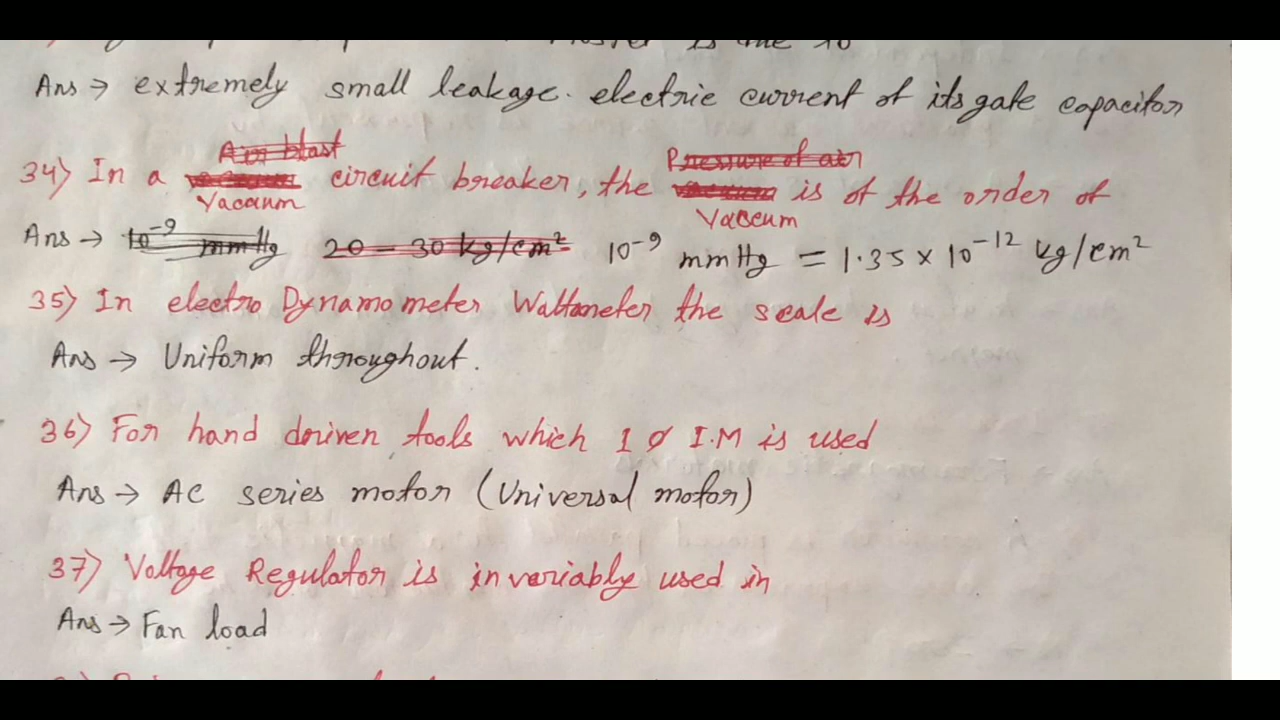 is
Ans → extremely small leakage. electric current of its gate capacitor
Air blast Pressure of air
34) In a circuit breaker, the is of the order of
Vacaum Vaccum
Ans → 10⁻⁹ mmHg 20 - 30 kg/cm² 10⁻⁹ mmHg = 1.35 × 10⁻¹² kg/cm²
35) In electro Dynamometer Wattmeter the scale is
Ans → Uniform throughout.
36) For hand driven tools which 1 Ø I.M is used
Ans → AC series motor (Universal motor)
37) Voltage Regulator is invariably used in
Ans → Fan load